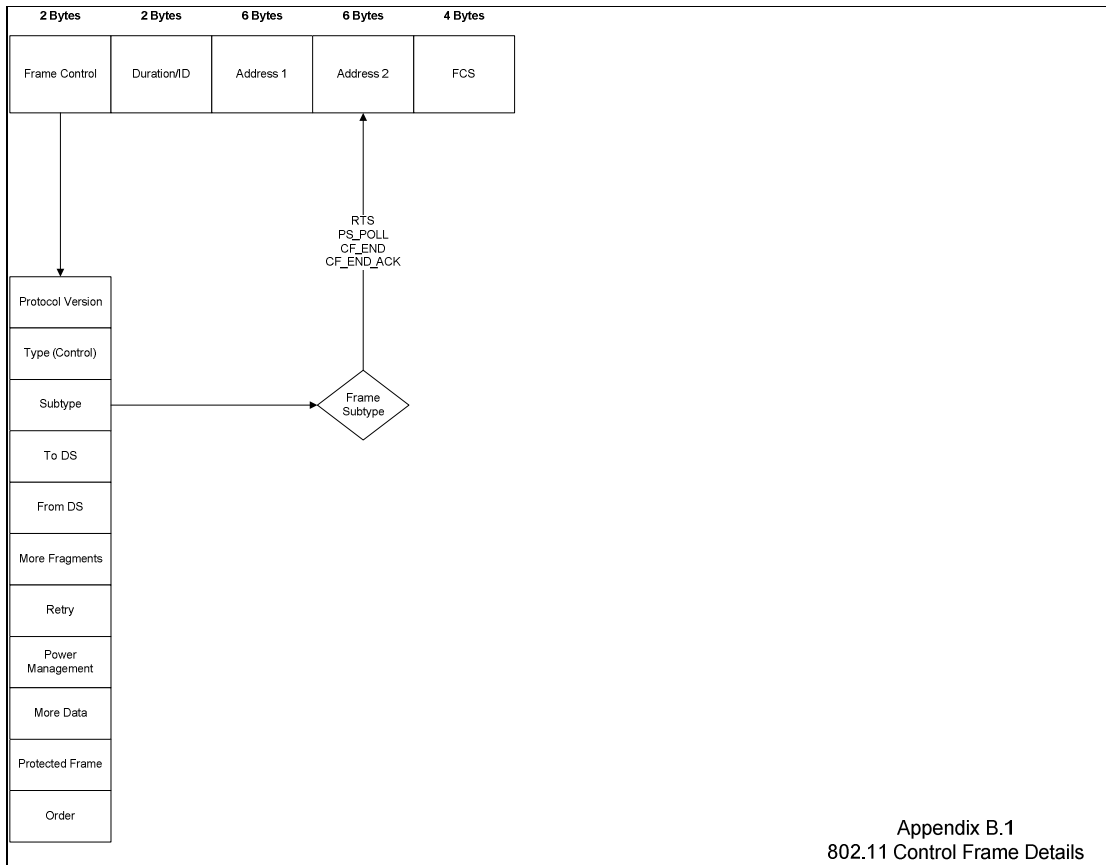 2 Bytes 2 Bytes 6 Bytes 6 Bytes 4 Bytes
Frame Control Duration/ID Address 1 Address 2 FCS
RTS
PS_POLL
CF_END
CF_END_ACK
Protocol Version
Type (Control)
Subtype
Frame
Subtype
To DS
From DS
More Fragments
Retry
Power
Management
More Data
Protected Frame
Order
Appendix B.1
802.11 Control Frame Details